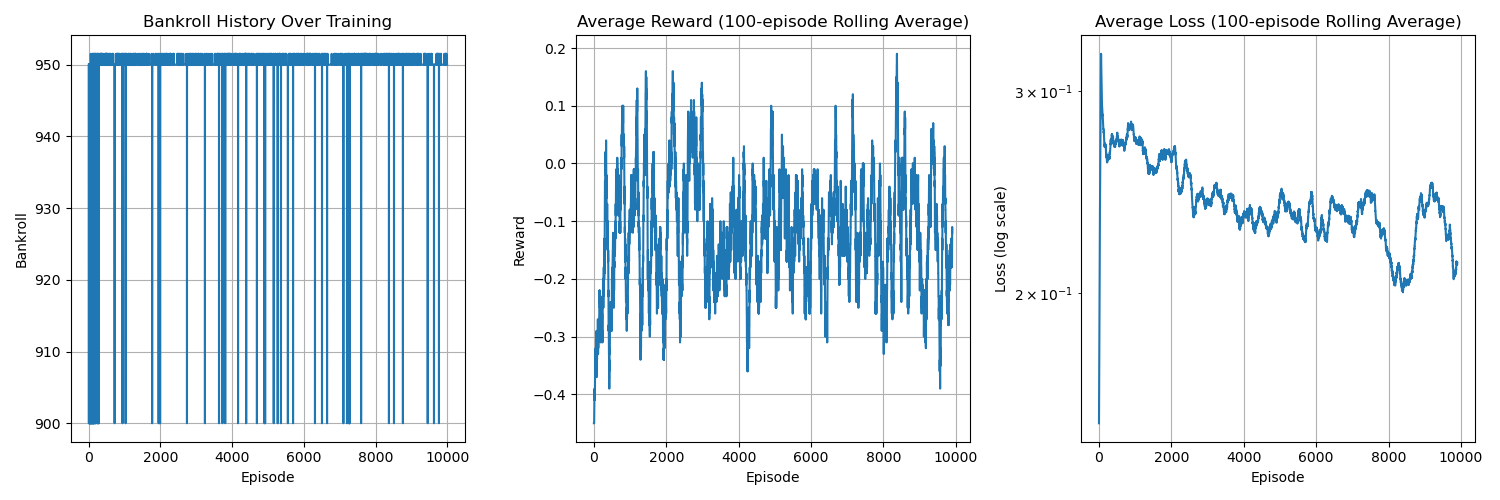 Bankroll History Over Training
Bankroll
950
940
930
920
910
900
0 2000 4000 6000 8000 10000
Episode
Average Reward (100-episode Rolling Average)
Reward
0.2
0.1
0.0
−0.1
−0.2
−0.3
−0.4
0 2000 4000 6000 8000 10000
Episode
Average Loss (100-episode Rolling Average)
Loss (log scale)
3 × 10⁻¹
2 × 10⁻¹
0 2000 4000 6000 8000 10000
Episode